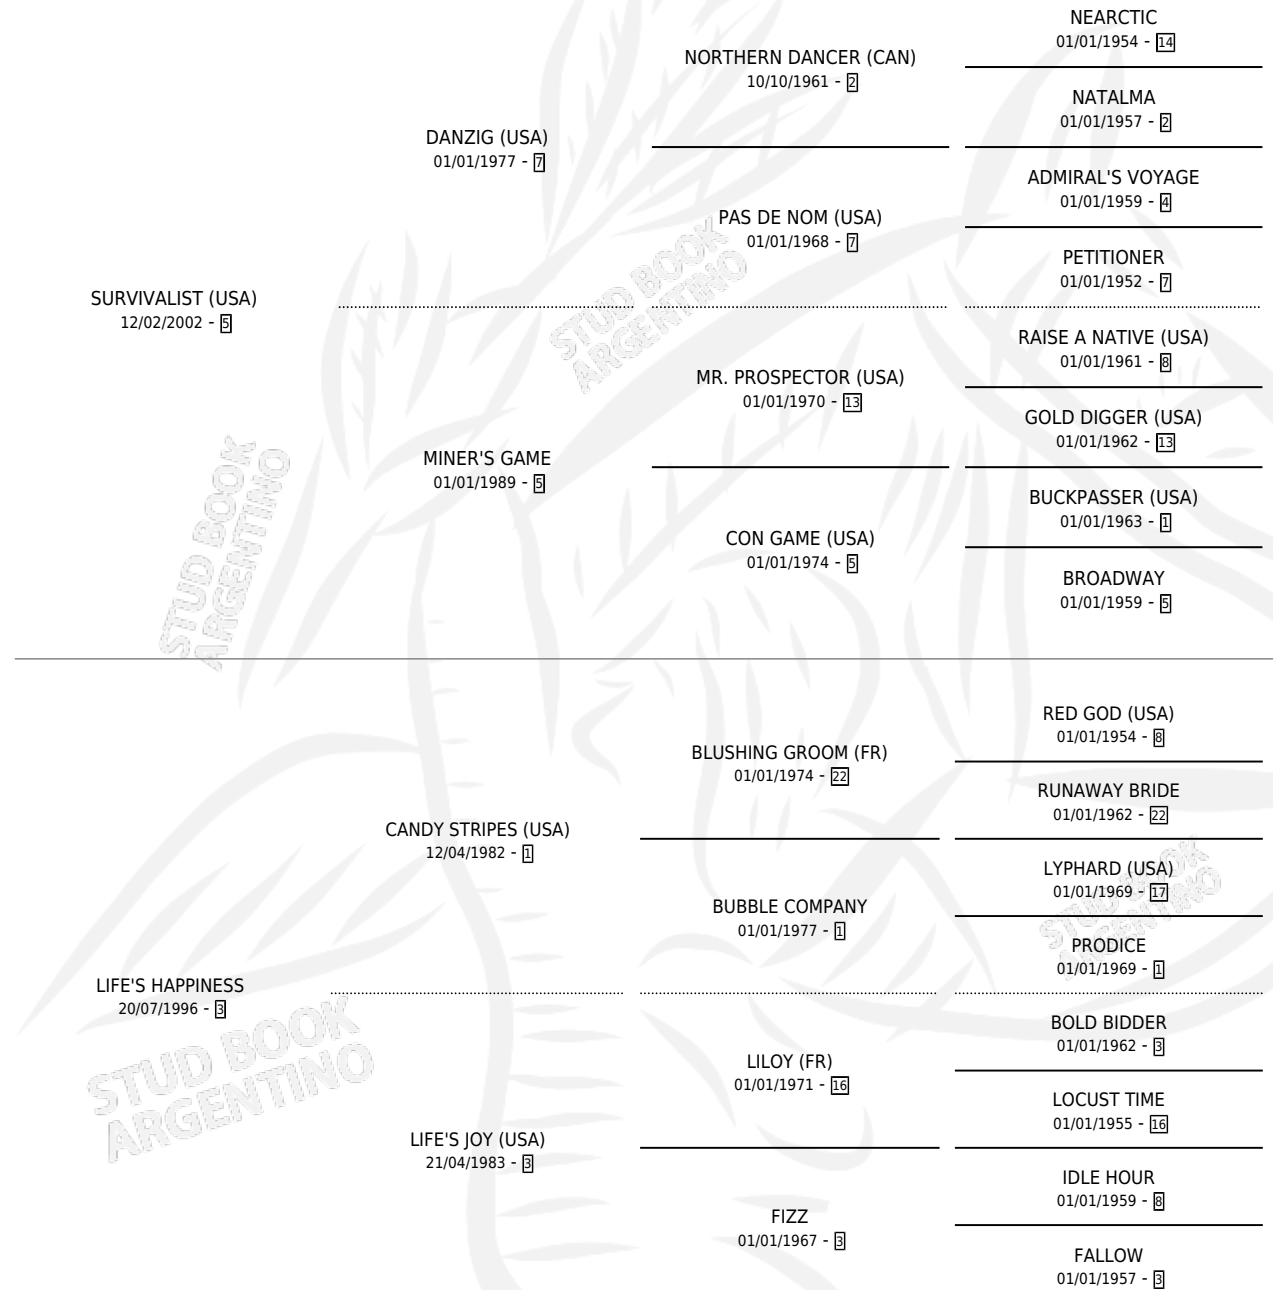 NEARCTIC
01/01/1954 - 14
NORTHERN DANCER (CAN)
10/10/1961 - 2
NATALMA
01/01/1957 - 2
DANZIG (USA)
01/01/1977 - 7
ADMIRAL'S VOYAGE
01/01/1959 - 4
PAS DE NOM (USA)
01/01/1968 - 7
PETITIONER
01/01/1952 - 7
SURVIVALIST (USA)
12/02/2002 - 5
STUD BOOK
ARGENTINO
RAISE A NATIVE (USA)
01/01/1961 - 8
MR. PROSPECTOR (USA)
01/01/1970 - 13
GOLD DIGGER (USA)
01/01/1962 - 13
MINER'S GAME
01/01/1989 - 5
BUCKPASSER (USA)
01/01/1963 - 1
CON GAME (USA)
01/01/1974 - 5
BROADWAY
01/01/1959 - 5
STUD BOOK
ARGENTINO
RED GOD (USA)
01/01/1954 - 8
BLUSHING GROOM (FR)
01/01/1974 - 22
RUNAWAY BRIDE
01/01/1962 - 22
CANDY STRIPES (USA)
12/04/1982 - 1
LYPHARD (USA)
01/01/1969 - 17
STUD BOOK
ARGENTINO
BUBBLE COMPANY
01/01/1977 - 1
PRODICE
01/01/1969 - 1
LIFE'S HAPPINESS
20/07/1996 - 3
STUD BOOK
ARGENTINO
BOLD BIDDER
01/01/1962 - 3
LILOY (FR)
01/01/1971 - 16
LOCUST TIME
01/01/1955 - 16
LIFE'S JOY (USA)
21/04/1983 - 3
IDLE HOUR
01/01/1959 - 8
FIZZ
01/01/1967 - 3
FALLOW
01/01/1957 - 3